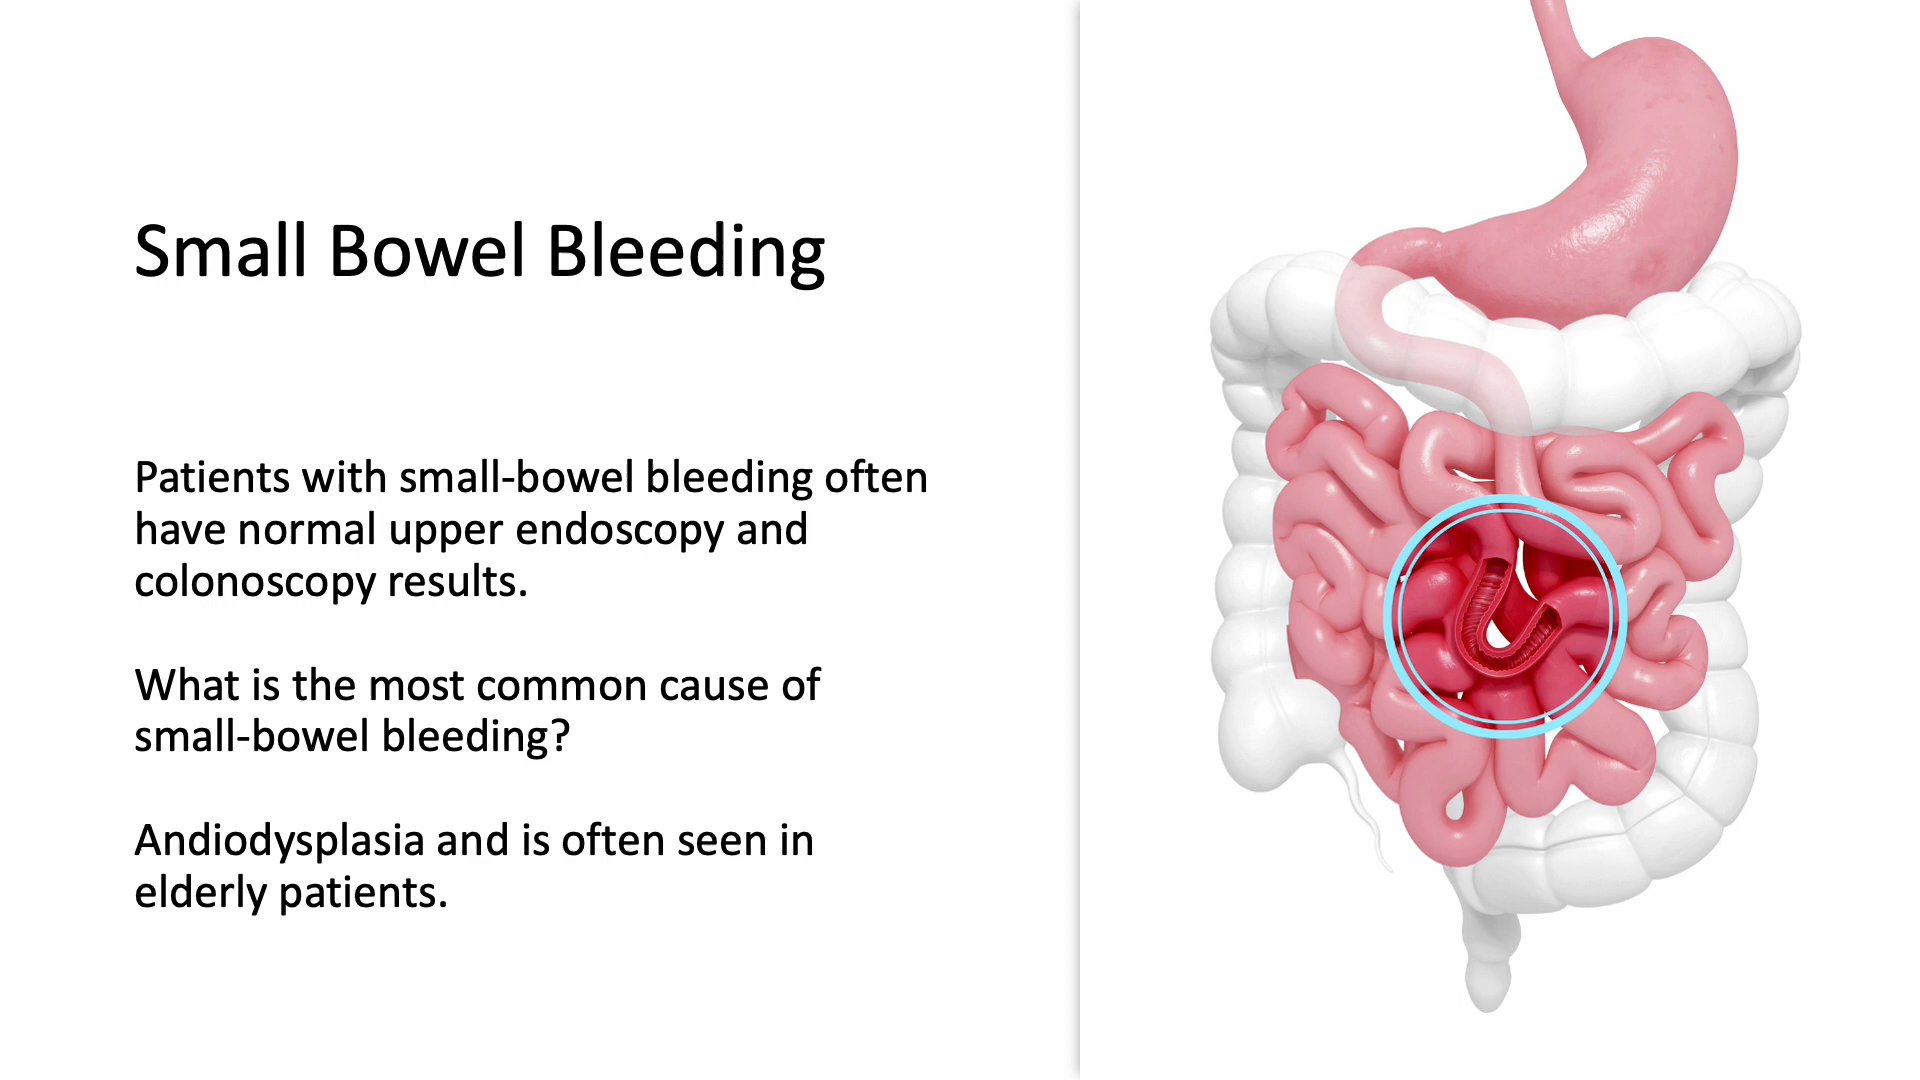 Small Bowel Bleeding
Patients with small-bowel bleeding often
have normal upper endoscopy and
colonoscopy results.
What is the most common cause of
small-bowel bleeding?
Andiodysplasia and is often seen in
elderly patients.